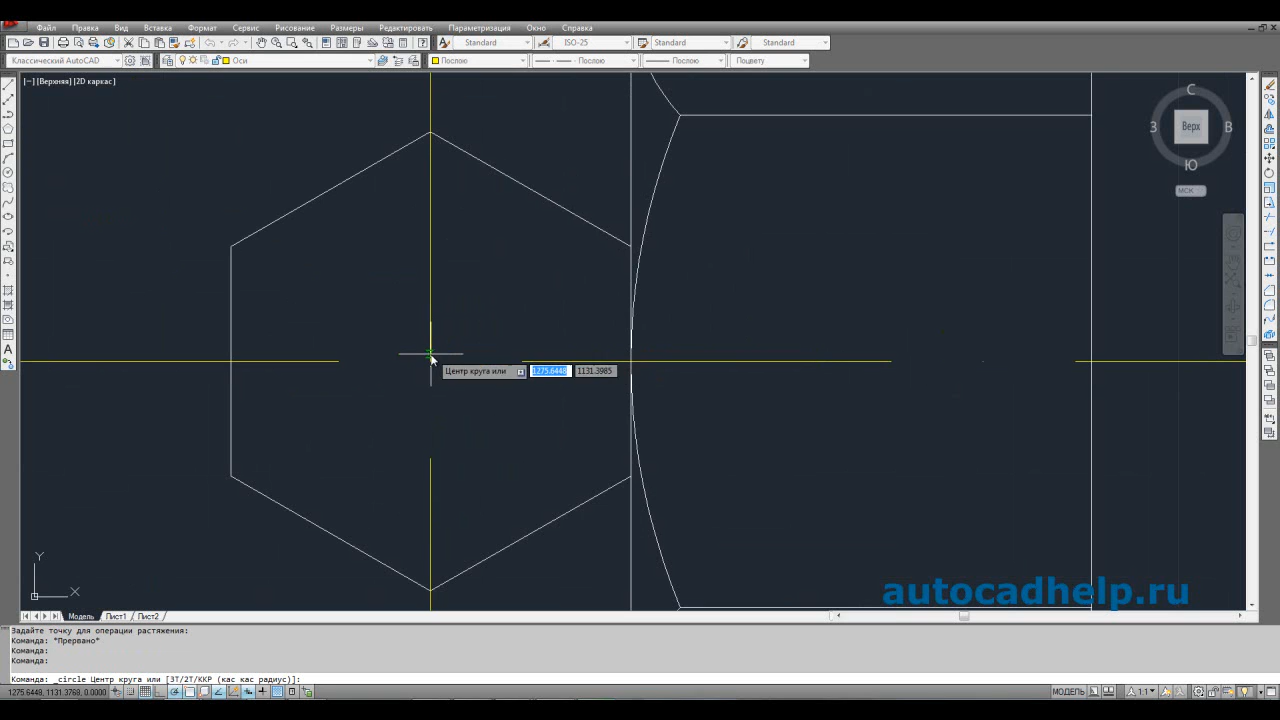 Файл Правка Вид Вставка Формат Сервис Рисование Размеры Редактировать Параметризация Окно Справка
Standard ISO-25 Standard Standard
Классический AutoCAD Оси Послою Послою Послою Поцвету
[−][Верхняя][2D каркас]
С
З Верх В
Ю
МСК
Центр круга или 1275.6448 1131.3985
Y
X
autocadhelp.ru
Модель Лист1 Лист2
Задайте точку для операции растяжения:
Команда: *Прервано*
Команда:
Команда:
Команда: _circle Центр круга или [3Т/2Т/ККР (кас кас радиус)]:
1275.6448, 1131.3768, 0.0000 МОДЕЛЬ 1:1